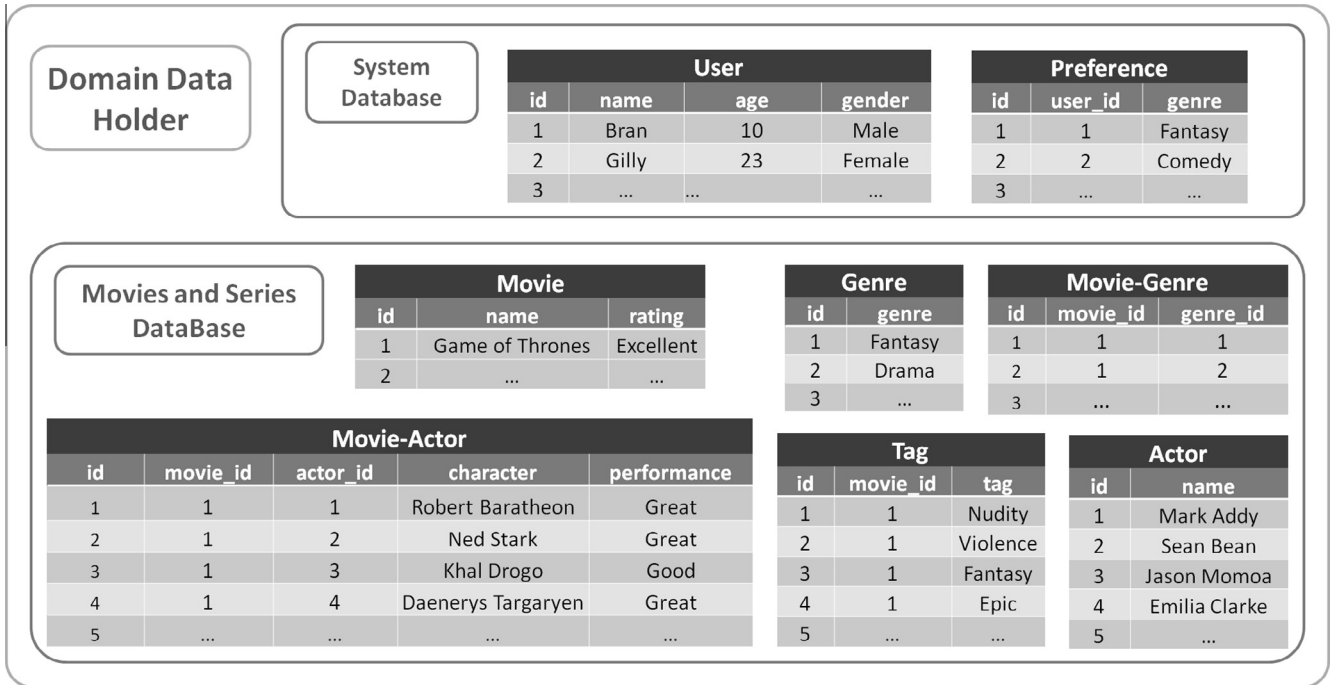 Domain Data
Holder
System
Database
User
id name age gender
1 Bran 10 Male
2 Gilly 23 Female
3 ... ... ...
Preference
id user_id genre
1 1 Fantasy
2 2 Comedy
3 ... ...
Movies and Series
DataBase
Movie
id name rating
1 Game of Thrones Excellent
2 ... ...
Genre
id genre
1 Fantasy
2 Drama
3 ...
Movie-Genre
id movie_id genre_id
1 1 1
2 1 2
3 ... ...
Movie-Actor
id movie_id actor_id character performance
1 1 1 Robert Baratheon Great
2 1 2 Ned Stark Great
3 1 3 Khal Drogo Good
4 1 4 Daenerys Targaryen Great
5 ... ... ... ...
Tag
id movie_id tag
1 1 Nudity
2 1 Violence
3 1 Fantasy
4 1 Epic
5 ... ...
Actor
id name
1 Mark Addy
2 Sean Bean
3 Jason Momoa
4 Emilia Clarke
5 ...